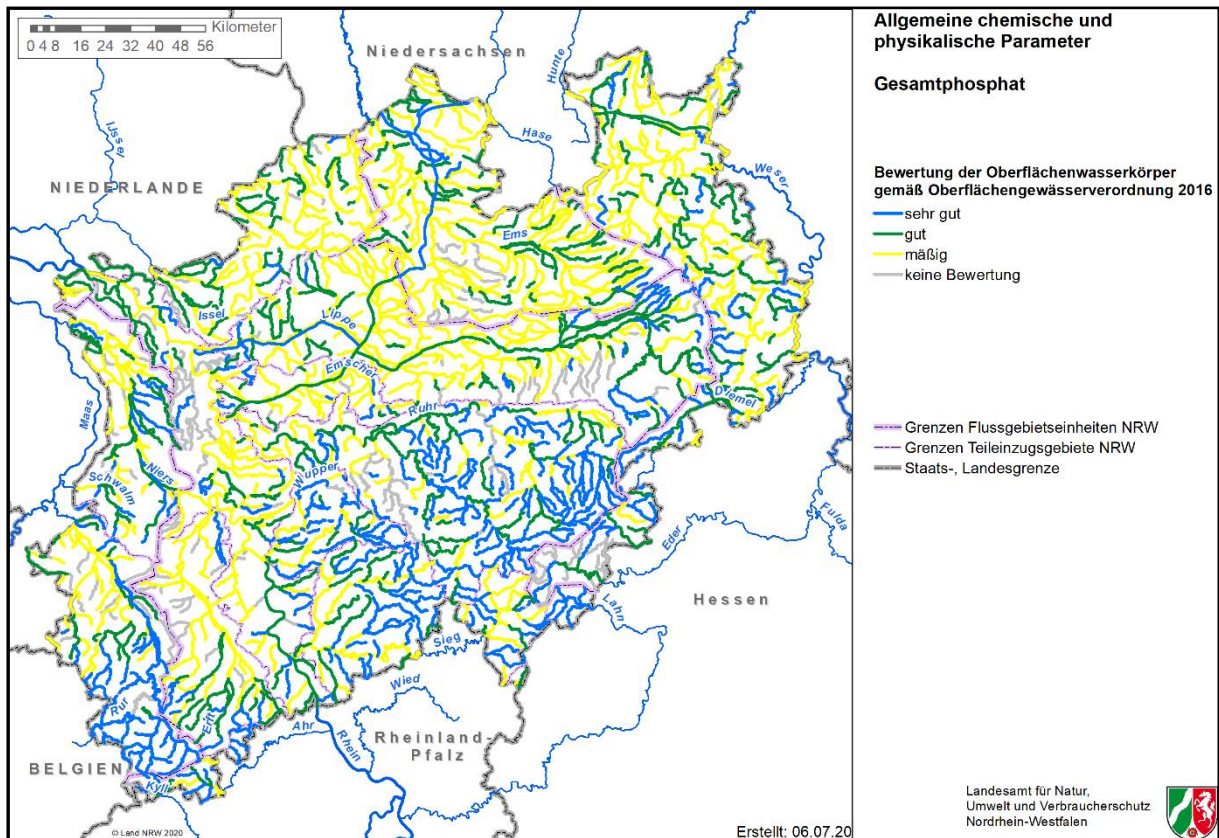 Kilometer
0 4 8 16 24 32 40 48 56
Niedersachsen
Hunte
IJssel
Hase
NIEDERLANDE
Weser
Ems
Issel
Lippe
Emscher
Diemel
Maas
Ruhr
Niers
Wupper
Schwalm
Fulda
Eder
Hessen
Lahn
Sieg
Wied
Rur
Erft
Ahr
Rhein
Rheinland-
Pfalz
BELGIEN
Kyll
© Land NRW 2020
Erstellt: 06.07.20
Allgemeine chemische und
physikalische Parameter
Gesamtphosphat
Bewertung der Oberflächenwasserkörper
gemäß Oberflächengewässerverordnung 2016
sehr gut
gut
mäßig
keine Bewertung
Grenzen Flussgebietseinheiten NRW
Grenzen Teileinzugsgebiete NRW
Staats-, Landesgrenze
Landesamt für Natur,
Umwelt und Verbraucherschutz
Nordrhein-Westfalen